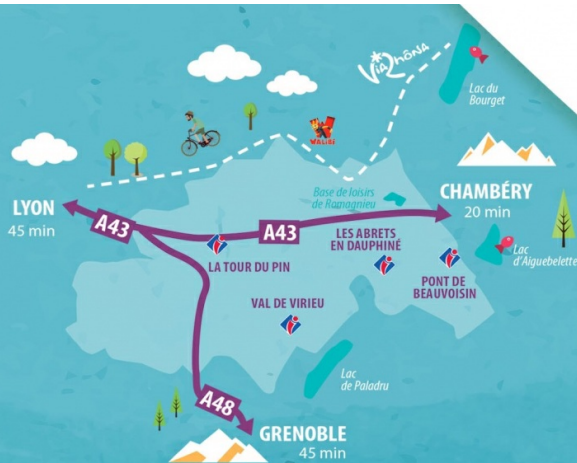 ViaRhôna
Lac du
Bourget
WALIBI
Base de loisirs
de Ramagnieu
CHAMBÉRY
20 min
LYON
45 min
A43
A43
LES ABRETS
EN DAUPHINÉ
Lac
d'Aiguebelette
LA TOUR DU PIN
PONT DE
BEAUVOISIN
VAL DE VIRIEU
Lac
de Paladru
A48
GRENOBLE
45 min